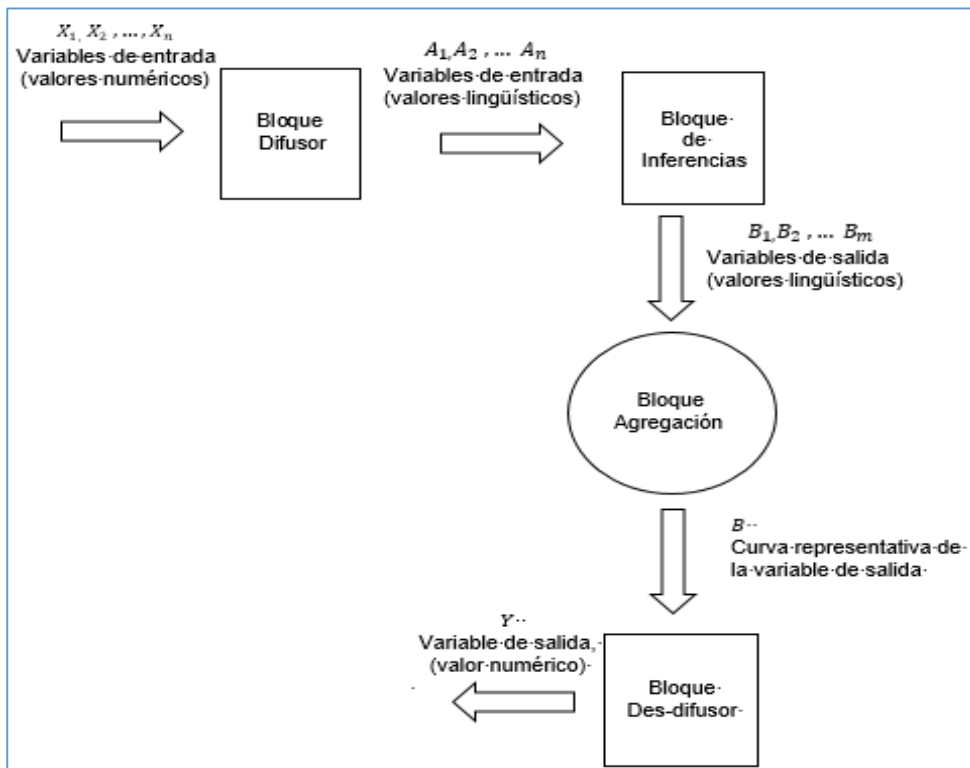 X₁, X₂ , … , Xₙ
Variables·de·entrada
(valores·numéricos)
A₁,A₂ , … Aₙ
Variables·de·entrada
(valores·lingüísticos)
Bloque
Difusor
Bloque·
de·
Inferencias
B₁,B₂ , … Bₘ
Variables·de·salida
(valores·lingüísticos)
Bloque
Agregación
B··
Curva·representativa·de·
la·variable·de·salida·
Y··
Variable·de·salida,·
(valor·numérico)·
Bloque·
Des-difusor·